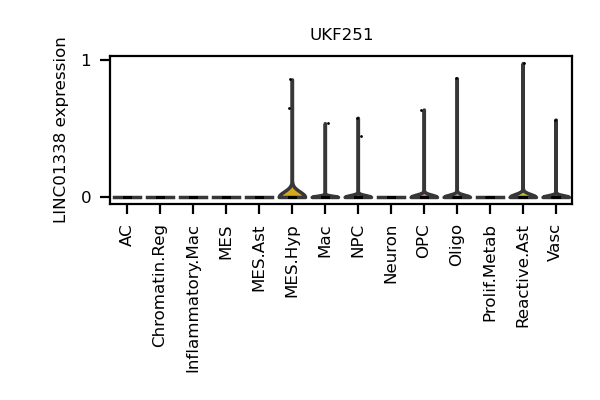 UKF251
LINC01338 expression
1
0
AC
Chromatin.Reg
Inflammatory.Mac
MES
MES.Ast
MES.Hyp
Mac
NPC
Neuron
OPC
Oligo
Prolif.Metab
Reactive.Ast
Vasc